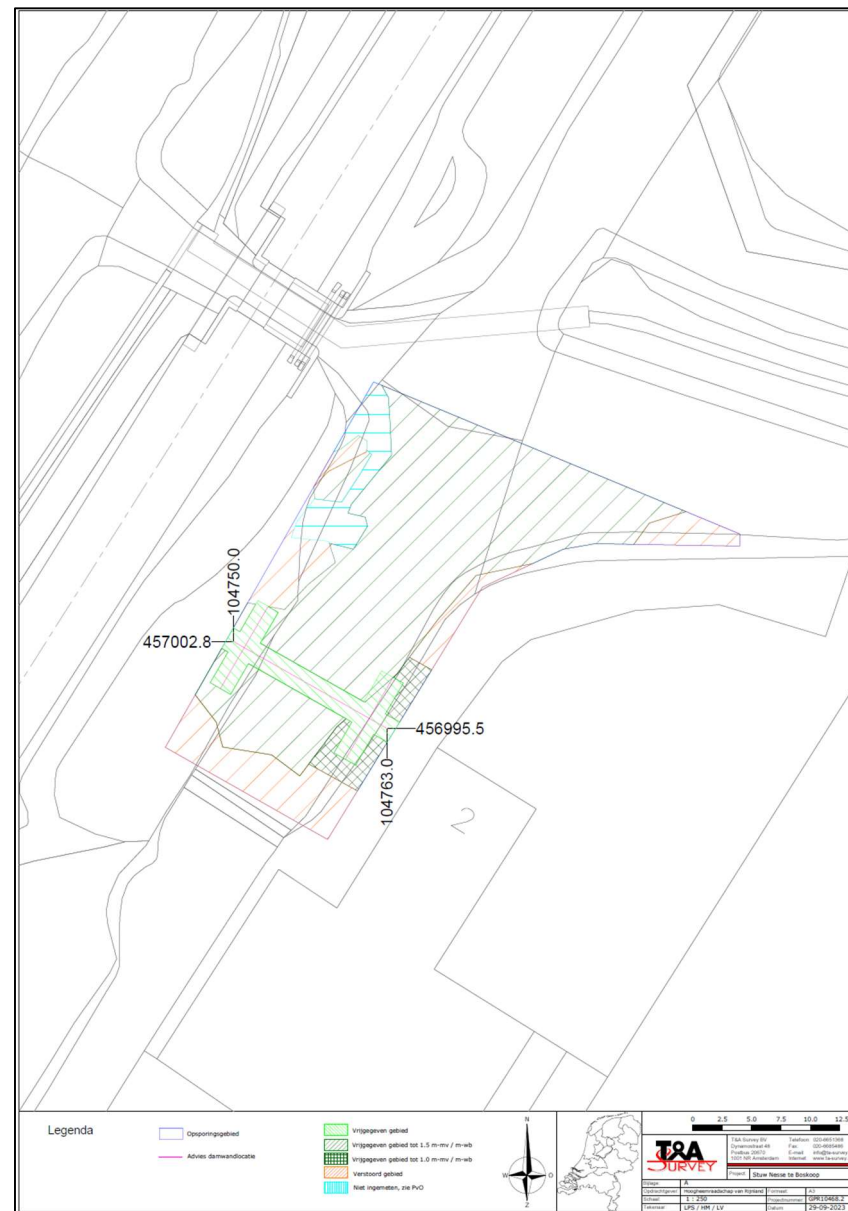 104750.0
457002.8
456995.5
104763.0
2
Legenda
Opsporingsgebied
Advies damwandlocatie
Vrijgegeven gebied
Vrijgegeven gebied tot 1.5 m-mv / m-wb
Vrijgegeven gebied tot 1.0 m-mv / m-wb
Verstoord gebied
Niet ingemeten, zie PvO
N
W
O
Z
0 2.5 5.0 7.5 10.0 12.5
T&A
SURVEY
T&A Survey BV
Dynamostraat 48
Postbus 20670
1001 NR Amsterdam
Telefoon
Fax
E-mail
Internet
Project: Stuw Nesse te Boskoop
Bijlage: A
Opdrachtgever: Hoogheemraadschap van Rijnland
Formaat: A3
Schaal: 1 : 250
Projectnummer: GPR10468.2
Tekenaar: LPS / HM / LV
Datum: 29-09-2023